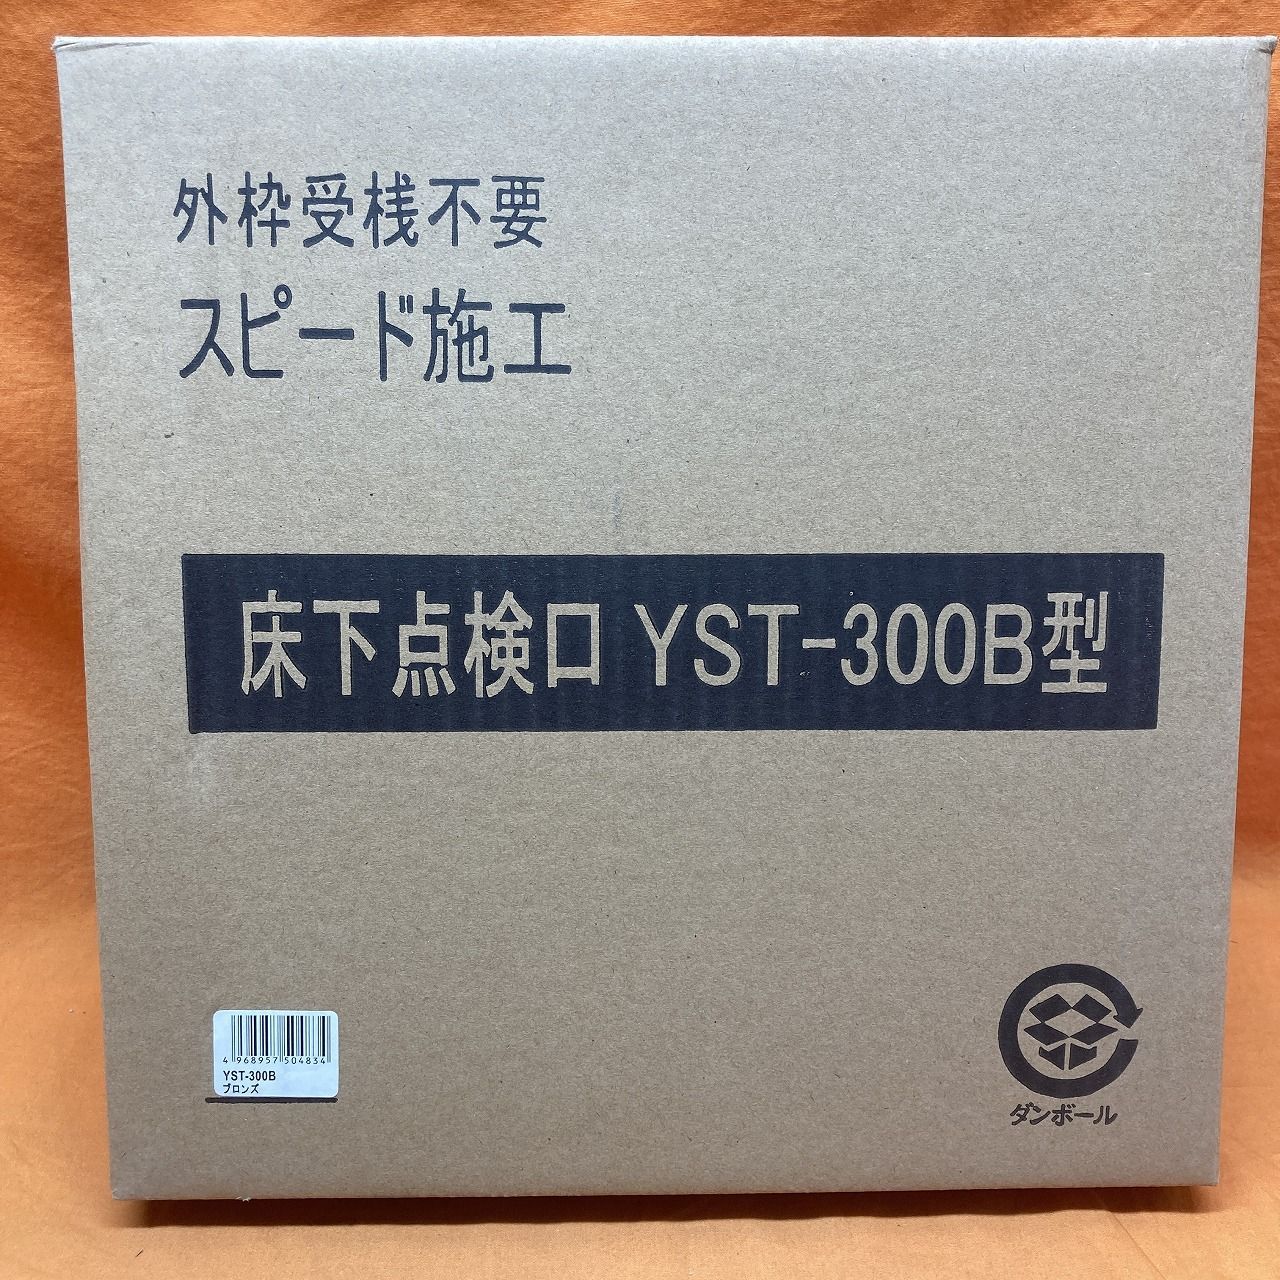 外枠受桟不要
スピード施工
床下点検口 YST-300B型
4 968957 504834
YST-300B
ブロンズ
ダンボール